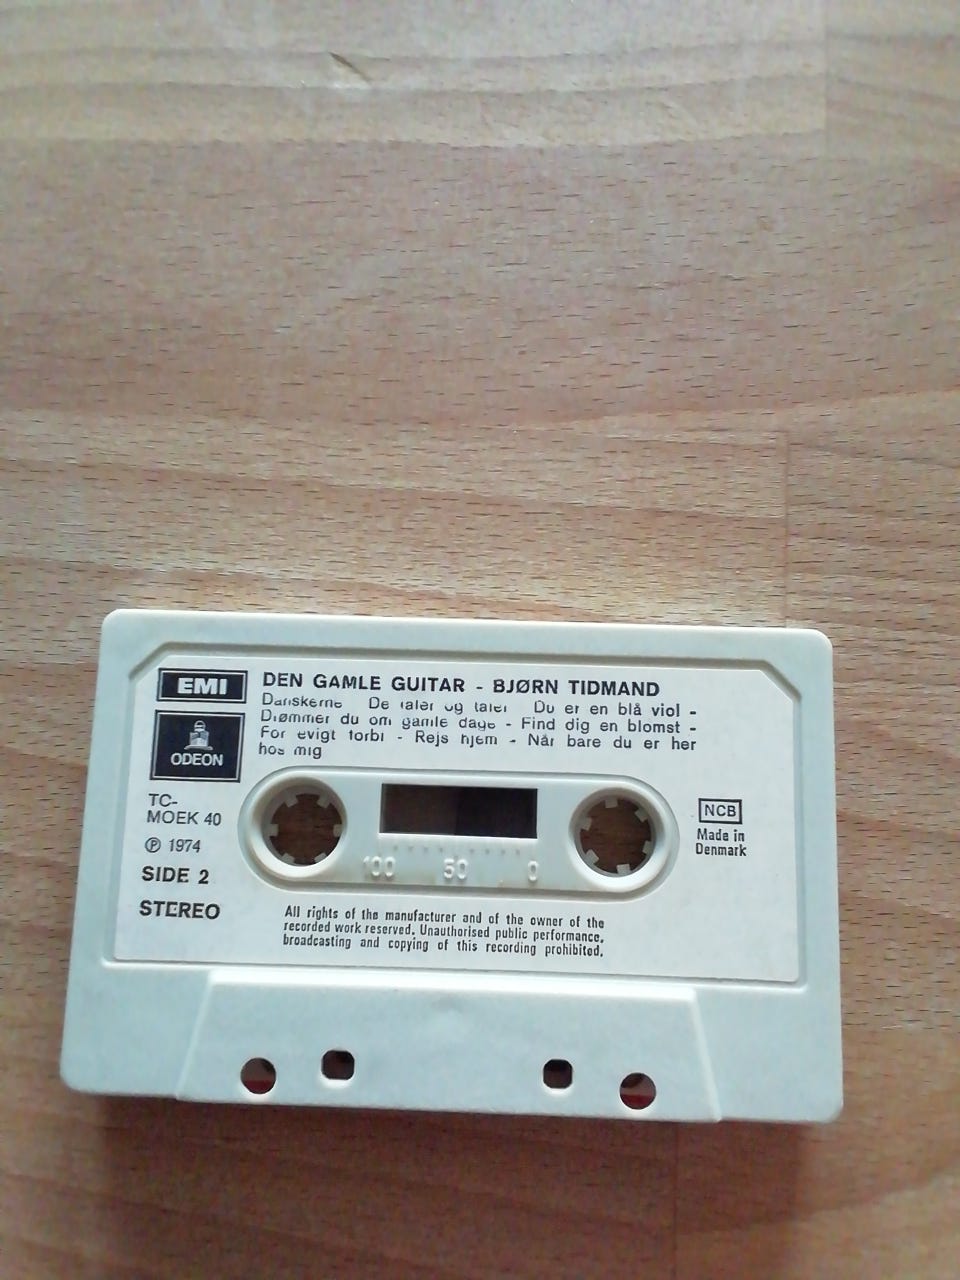 EMI
ODEON
TC-
MOEK 40
Ⓟ 1974
SIDE 2
STEREO
DEN GAMLE GUITAR - BJØRN TIDMAND
Danskerne De taler og taler Du er en blå viol -
Drømmer du om gamle dage - Find dig en blomst -
For evigt forbi - Rejs hjem - Når bare du er her
hos mig
NCB
Made in
Denmark
100 50 0
All rights of the manufacturer and of the owner of the
recorded work reserved. Unauthorised public performance,
broadcasting and copying of this recording prohibited.